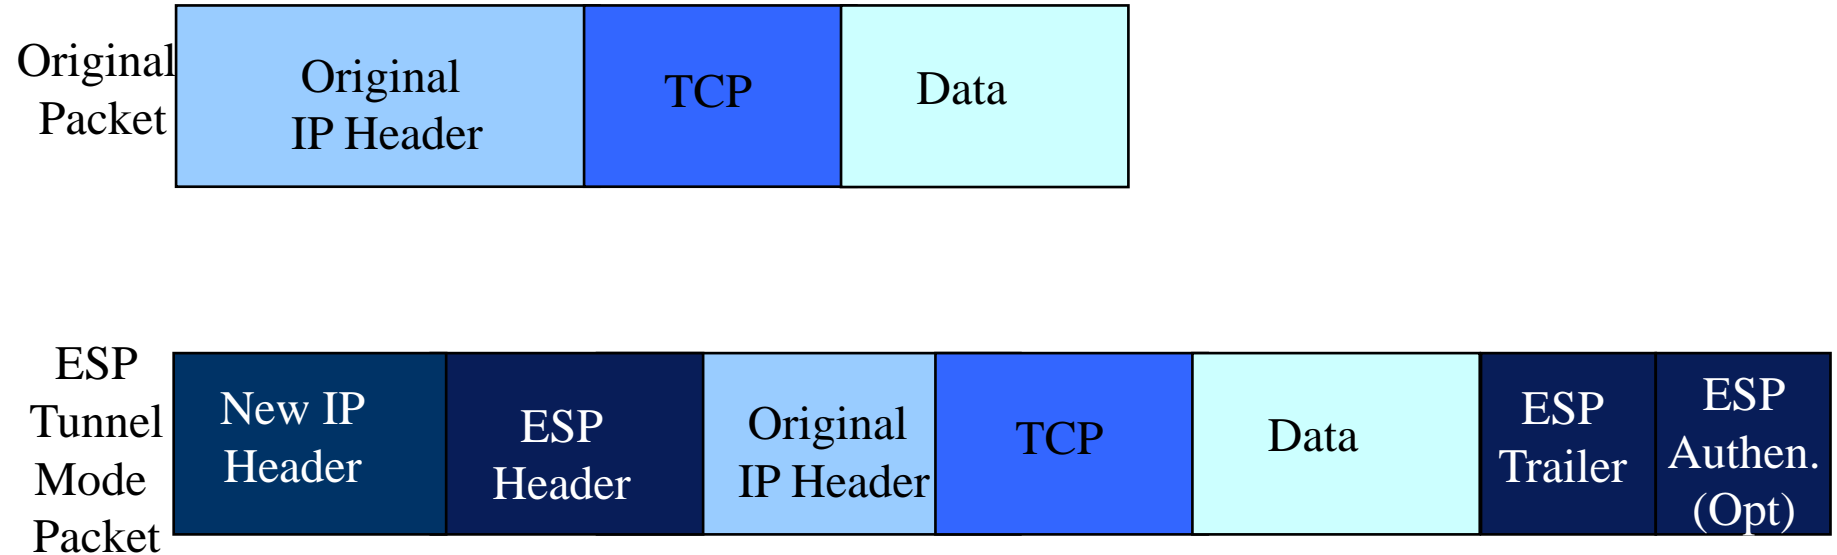 Original
Packet
Original
IP Header
TCP
Data
ESP
Tunnel
Mode
Packet
New IP
Header
ESP
Header
Original
IP Header
TCP
Data
ESP
Trailer
ESP
Authen.
(Opt)